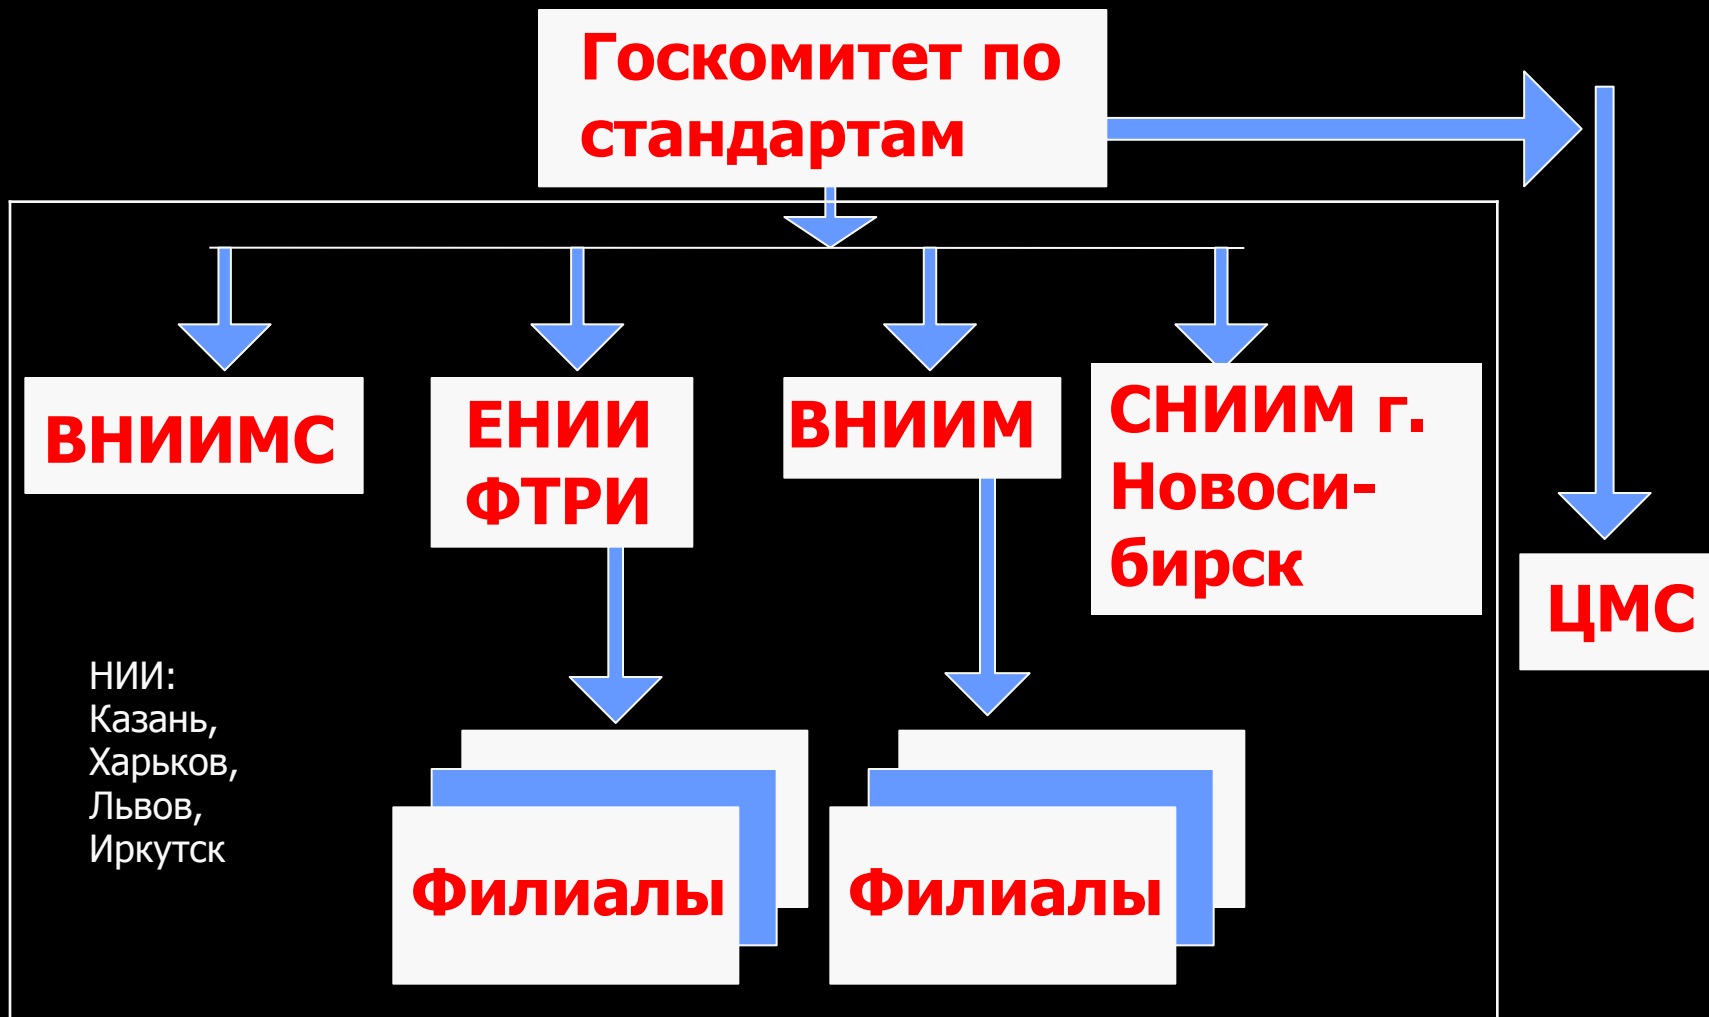 Госкомитет по
стандартам
ВНИИМС
ЕНИИ
ФТРИ
ВНИИМ
СНИИМ г.
Новоси-
бирск
ЦМС
НИИ:
Казань,
Харьков,
Львов,
Иркутск
Филиалы
Филиалы